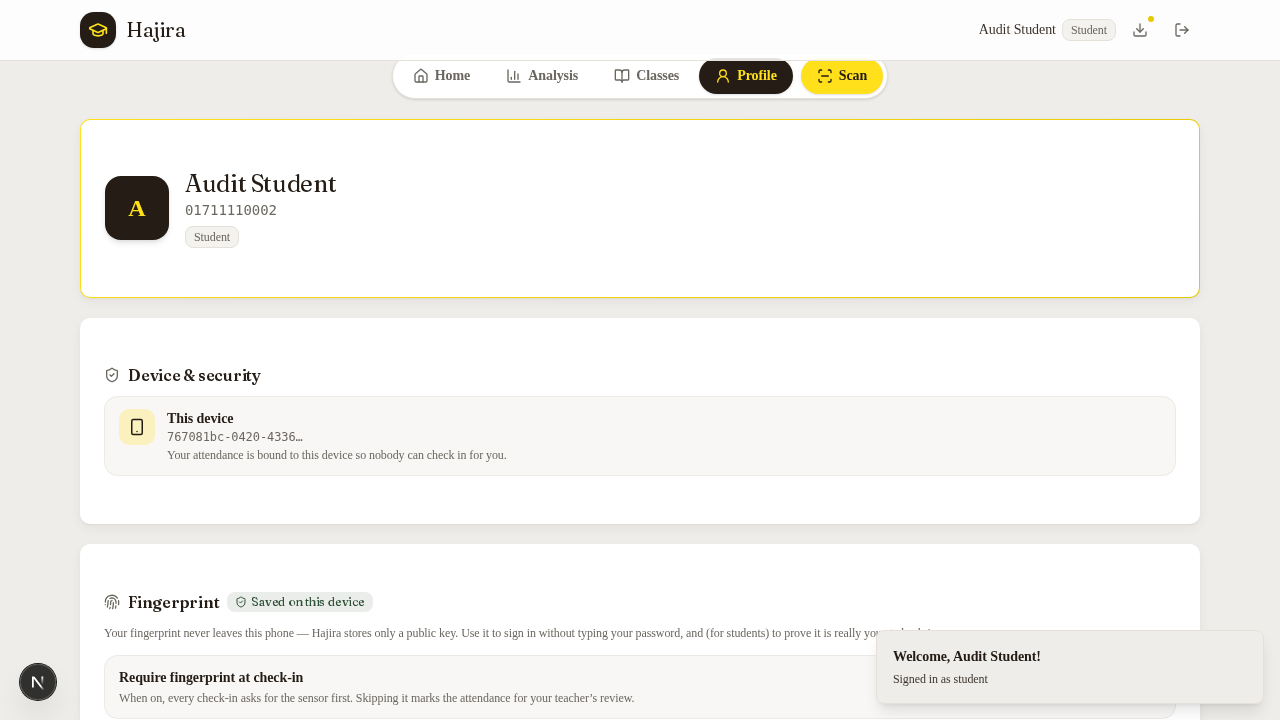 Hajira
Audit Student Student
Home Analysis Classes Profile Scan
A
Audit Student
01711110002
Student
Device & security
This device
767081bc-0420-4336…
Your attendance is bound to this device so nobody can check in for you.
Fingerprint Saved on this device
Your fingerprint never leaves this phone — Hajira stores only a public key. Use it to sign in without typing your password, and (for students) to prove it is really
Require fingerprint at check-in
When on, every check-in asks for the sensor first. Skipping it marks the attendance for your teacher’s review.
Welcome, Audit Student!
Signed in as student